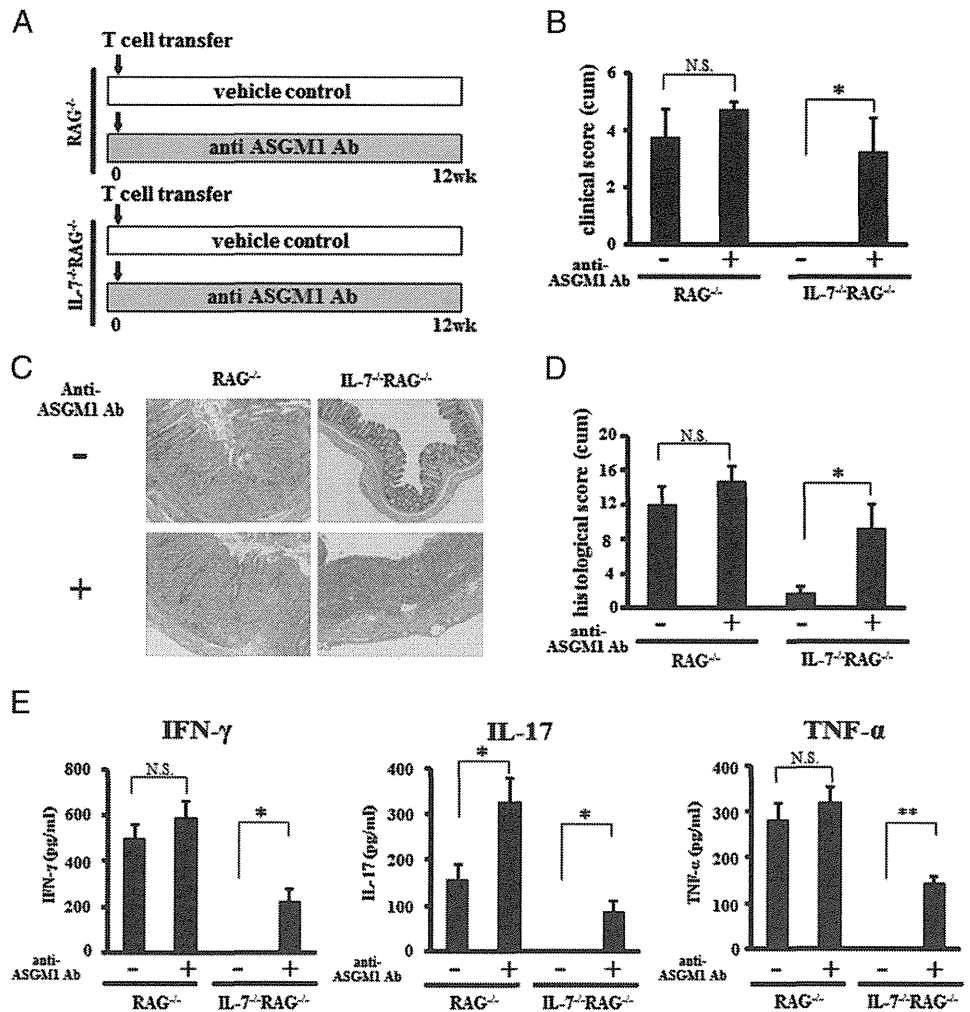 A
T cell transfer
RAG-/-
vehicle control
anti ASGM1 Ab
0
12wk
T cell transfer
IL-7-/-RAG-/-
vehicle control
anti ASGM1 Ab
0
12wk
B
clinical score (cum)
6
4
2
0
N.S.
*
anti-
ASGM1 Ab
- + - +
RAG-/-
IL-7-/-RAG-/-
C
Anti-
ASGM1 Ab
RAG-/-
IL-7-/-RAG-/-
-
+
D
histological score (cum)
20
16
12
8
4
0
N.S.
*
anti-
ASGM1 Ab
- + - +
RAG-/-
IL-7-/-RAG-/-
E
IFN-γ
IFN-γ (pg/ml)
800
600
400
200
0
N.S.
*
anti-
ASGM1 Ab
- + - +
RAG-/-
IL-7-/-RAG-/-
IL-17
IL-17 (pg/ml)
400
300
200
100
0
*
*
anti-
ASGM1 Ab
- + - +
RAG-/-
IL-7-/-RAG-/-
TNF-α
TNF-α (pg/ml)
400
300
200
100
0
N.S.
**
anti-
ASGM1 Ab
- + - +
RAG-/-
IL-7-/-RAG-/-